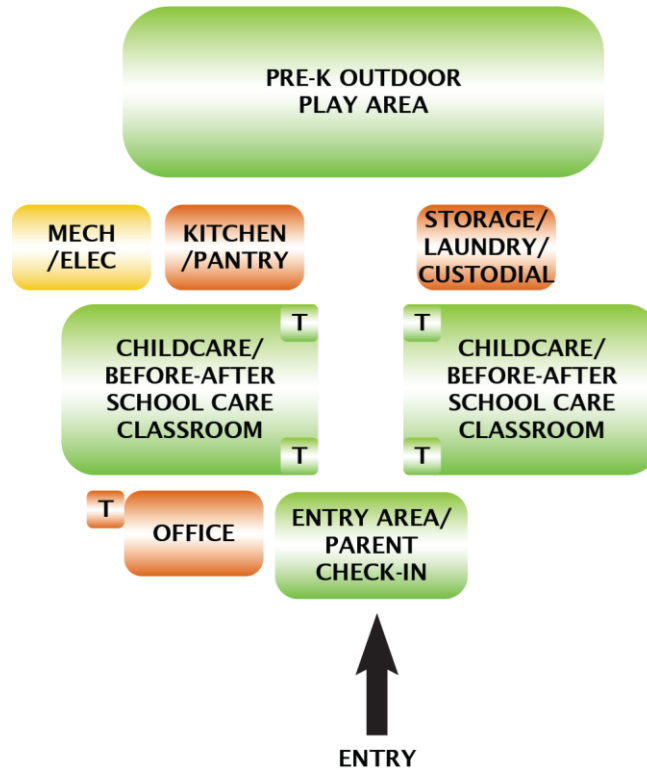 PRE-K OUTDOOR
PLAY AREA
MECH
/ELEC
KITCHEN
/PANTRY
STORAGE/
LAUNDRY/
CUSTODIAL
T
CHILDCARE/
BEFORE-AFTER
SCHOOL CARE
CLASSROOM
T
T
CHILDCARE/
BEFORE-AFTER
SCHOOL CARE
CLASSROOM
T
T
OFFICE
ENTRY AREA/
PARENT
CHECK-IN
ENTRY